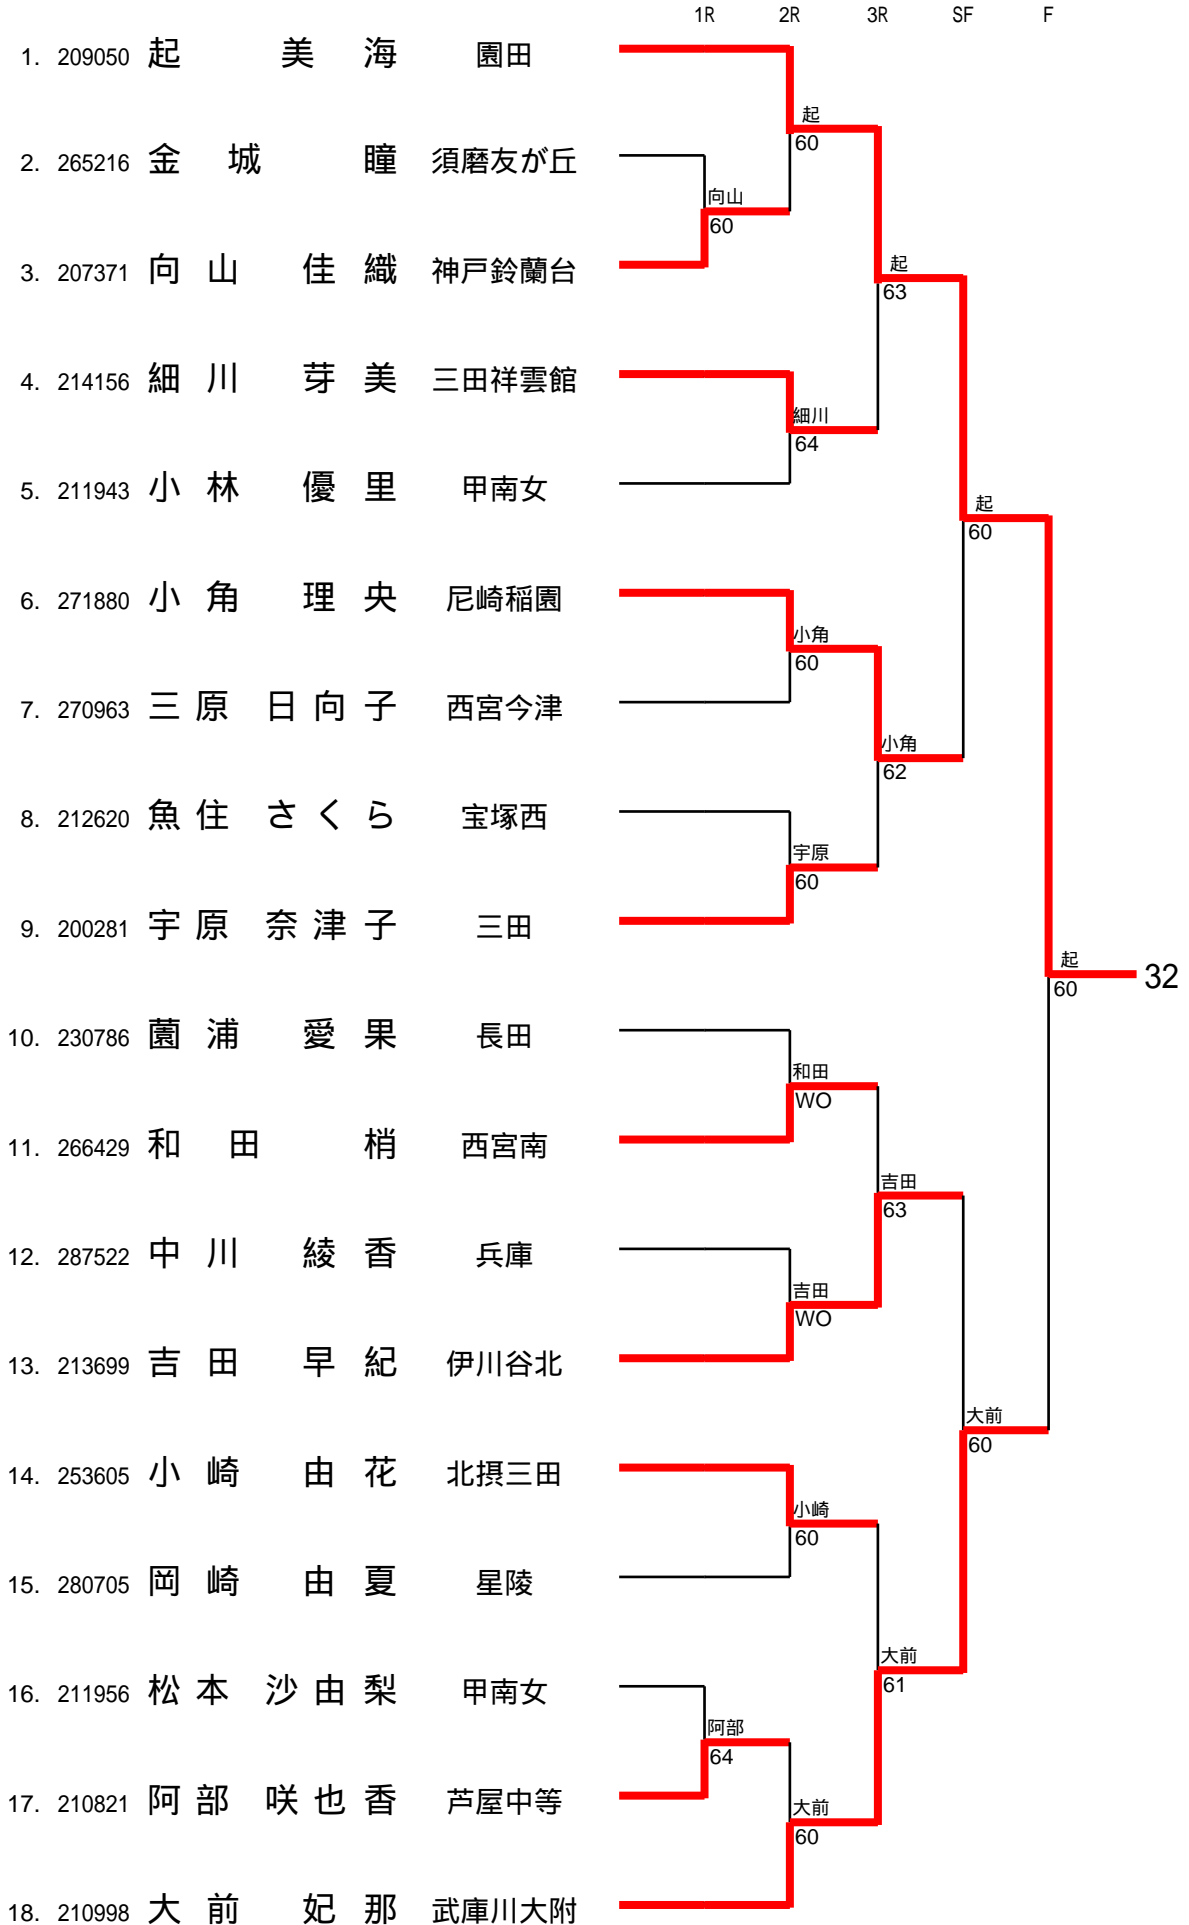 1R 2R 3R SF F
1. 209050 起 美 海 園田
起
60
2. 265216 金 城 瞳 須磨友が丘
向山
60
3. 207371 向 山 佳 織 神戸鈴蘭台
起
63
4. 214156 細 川 芽 美 三田祥雲館
細川
64
5. 211943 小 林 優 里 甲南女
起
60
6. 271880 小 角 理 央 尼崎稲園
小角
60
7. 270963 三 原 日 向 子 西宮今津
小角
62
8. 212620 魚 住 さ く ら 宝塚西
宇原
60
9. 200281 宇 原 奈 津 子 三田
起
60 32
10. 230786 薗 浦 愛 果 長田
和田
WO
11. 266429 和 田 梢 西宮南
吉田
63
12. 287522 中 川 綾 香 兵庫
吉田
WO
13. 213699 吉 田 早 紀 伊川谷北
大前
60
14. 253605 小 崎 由 花 北摂三田
小崎
60
15. 280705 岡 崎 由 夏 星陵
大前
61
16. 211956 松 本 沙 由 梨 甲南女
阿部
64
17. 210821 阿 部 咲 也 香 芦屋中等
大前
60
18. 210998 大 前 妃 那 武庫川大附